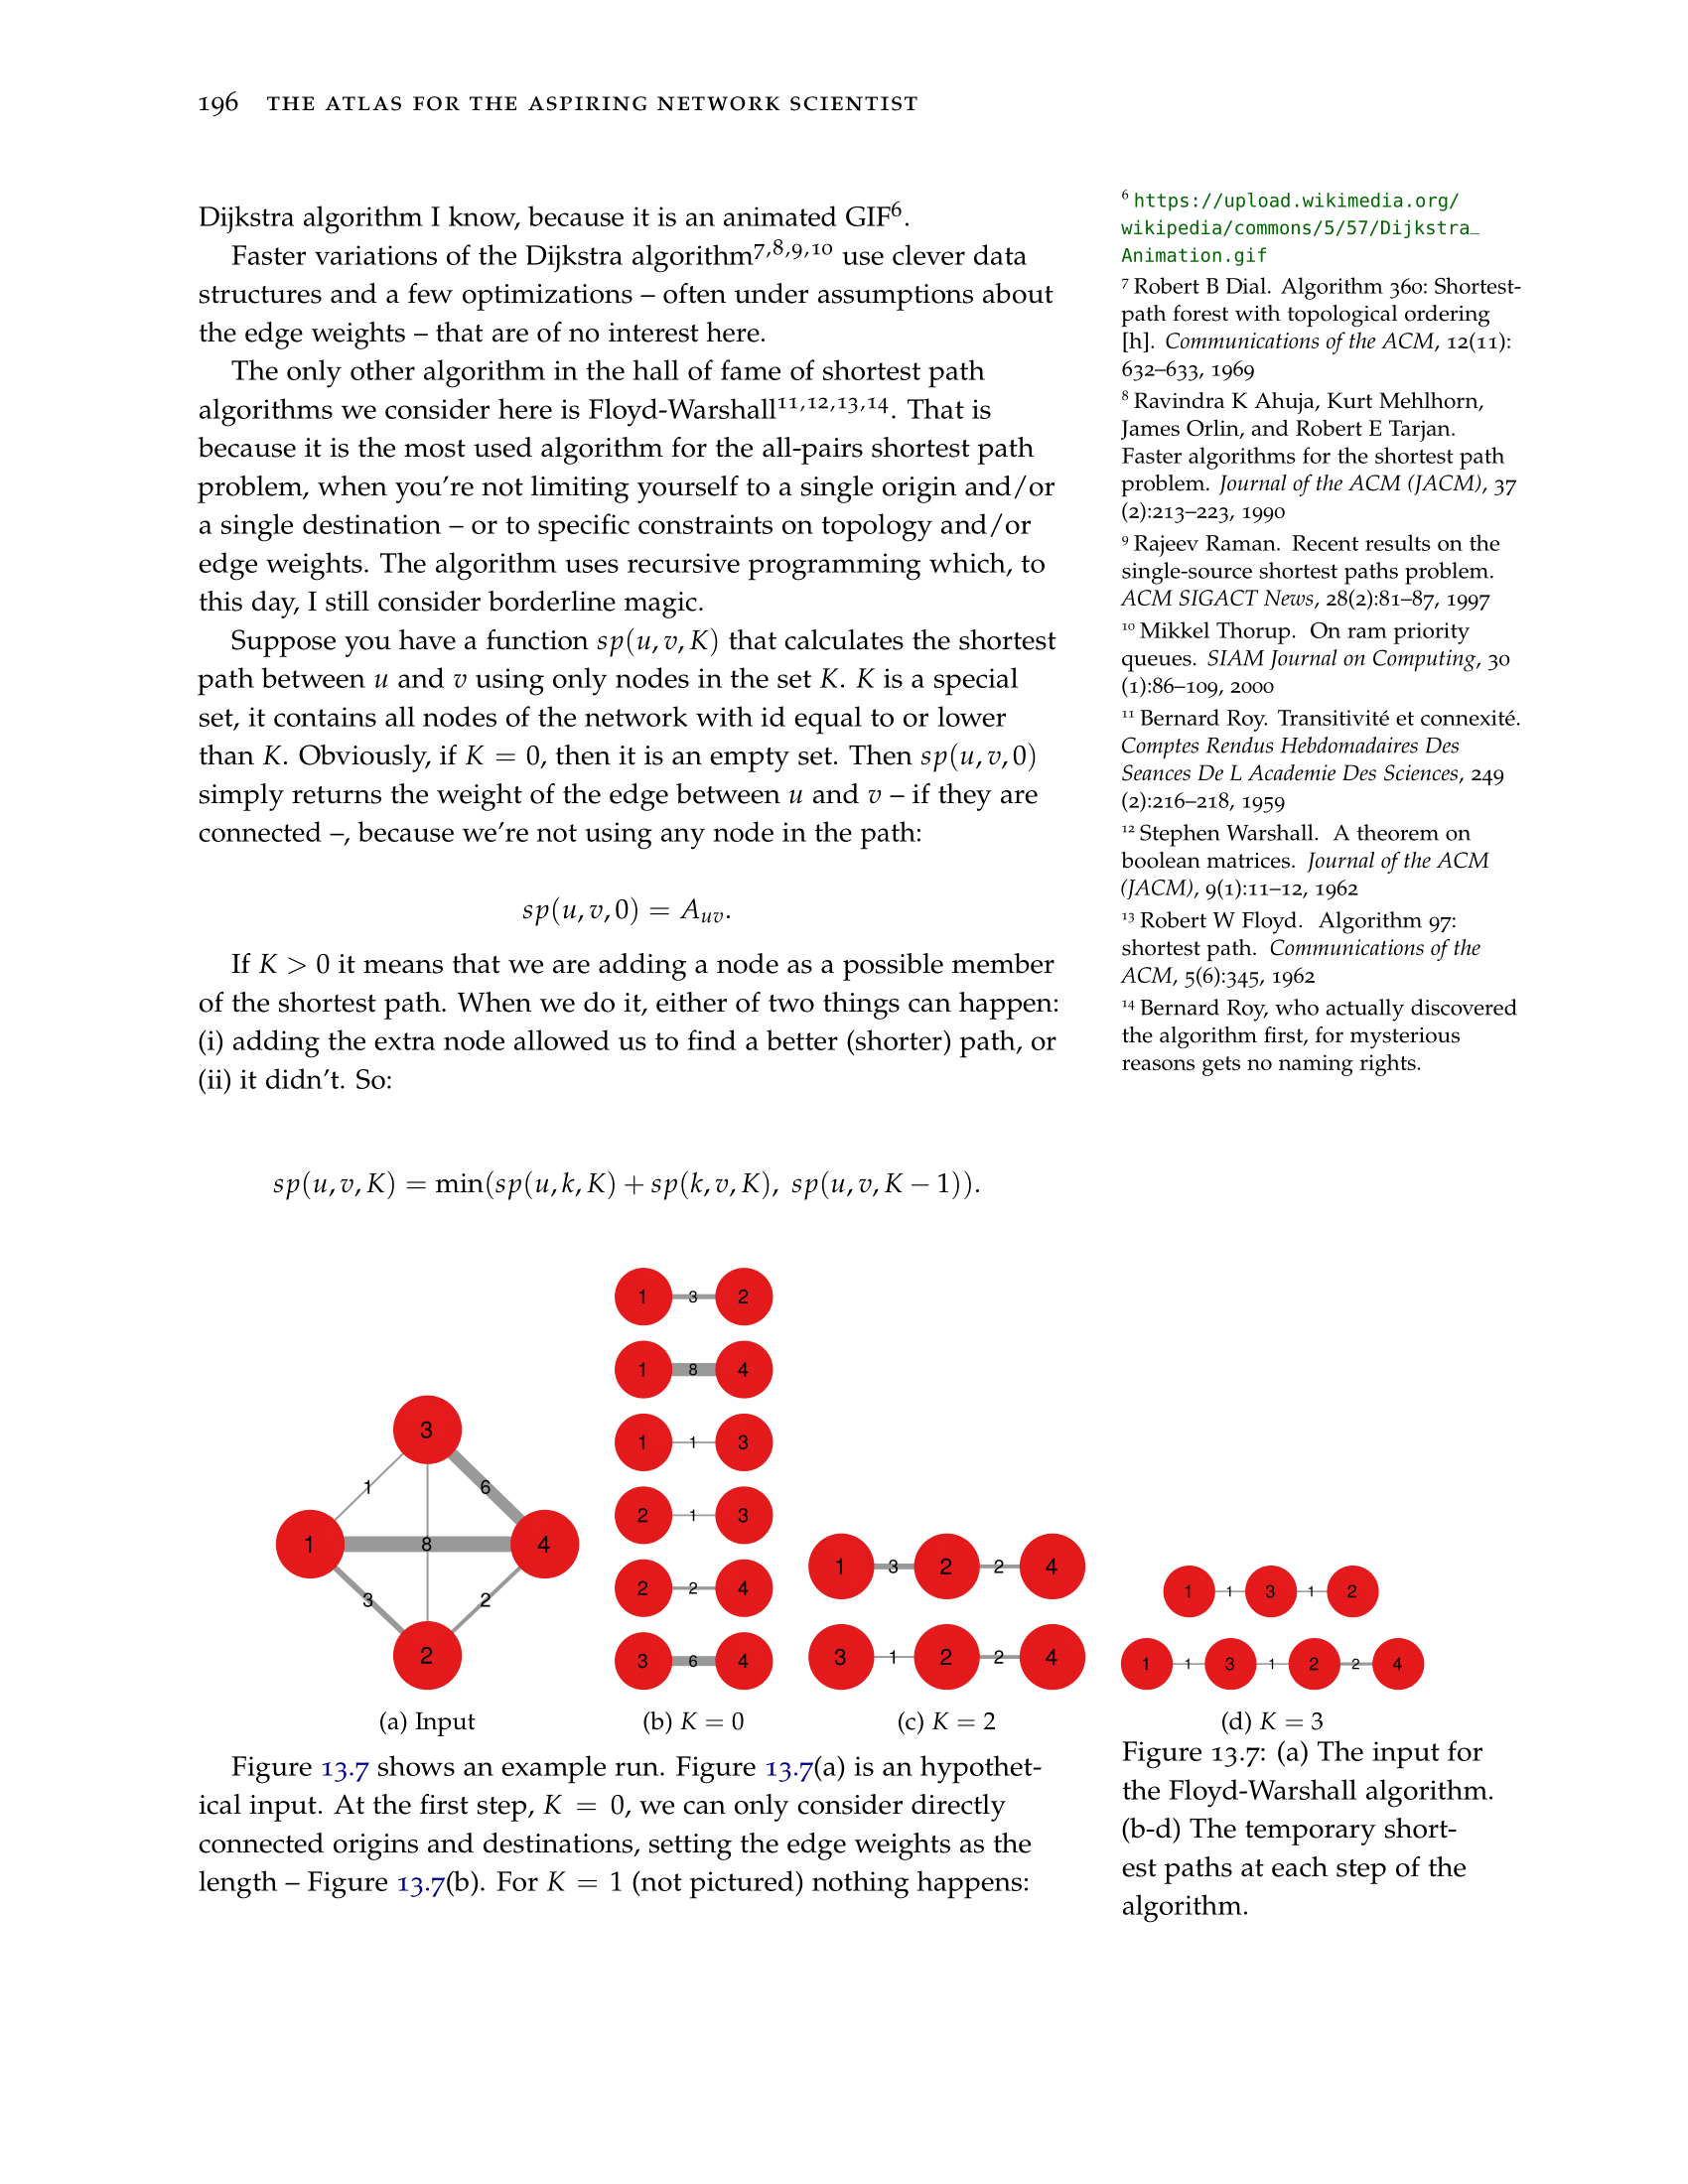 196 THE ATLAS FOR THE ASPIRING NETWORK SCIENTIST
Dijkstra algorithm I know, because it is an animated GIF⁶.
Faster variations of the Dijkstra algorithm⁷,⁸,⁹,¹⁰ use clever data
structures and a few optimizations – often under assumptions about
the edge weights – that are of no interest here.
The only other algorithm in the hall of fame of shortest path
algorithms we consider here is Floyd-Warshall¹¹,¹²,¹³,¹⁴. That is
because it is the most used algorithm for the all-pairs shortest path
problem, when you're not limiting yourself to a single origin and/or
a single destination – or to specific constraints on topology and/or
edge weights. The algorithm uses recursive programming which, to
this day, I still consider borderline magic.
Suppose you have a function sp(u, v, K) that calculates the shortest
path between u and v using only nodes in the set K. K is a special
set, it contains all nodes of the network with id equal to or lower
than K. Obviously, if K = 0, then it is an empty set. Then sp(u, v, 0)
simply returns the weight of the edge between u and v – if they are
connected –, because we're not using any node in the path:
sp(u, v, 0) = A_uv.
If K > 0 it means that we are adding a node as a possible member
of the shortest path. When we do it, either of two things can happen:
(i) adding the extra node allowed us to find a better (shorter) path, or
(ii) it didn't. So:
sp(u, v, K) = min(sp(u, k, K) + sp(k, v, K), sp(u, v, K − 1)).
⁶ https://upload.wikimedia.org/
wikipedia/commons/5/57/Dijkstra_
Animation.gif
⁷ Robert B Dial. Algorithm 360: Shortest-
path forest with topological ordering
[h]. Communications of the ACM, 12(11):
632–633, 1969
⁸ Ravindra K Ahuja, Kurt Mehlhorn,
James Orlin, and Robert E Tarjan.
Faster algorithms for the shortest path
problem. Journal of the ACM (JACM), 37
(2):213–223, 1990
⁹ Rajeev Raman. Recent results on the
single-source shortest paths problem.
ACM SIGACT News, 28(2):81–87, 1997
¹⁰ Mikkel Thorup. On ram priority
queues. SIAM Journal on Computing, 30
(1):86–109, 2000
¹¹ Bernard Roy. Transitivité et connexité.
Comptes Rendus Hebdomadaires Des
Seances De L Academie Des Sciences, 249
(2):216–218, 1959
¹² Stephen Warshall. A theorem on
boolean matrices. Journal of the ACM
(JACM), 9(1):11–12, 1962
¹³ Robert W Floyd. Algorithm 97:
shortest path. Communications of the
ACM, 5(6):345, 1962
¹⁴ Bernard Roy, who actually discovered
the algorithm first, for mysterious
reasons gets no naming rights.
3
1 6
1 8 4
3 2
2
(a) Input
1 3 2
1 8 4
1 1 3
2 1 3
2 2 4
3 6 4
(b) K = 0
1 3 2 2 4
3 1 2 2 4
(c) K = 2
1 1 3 1 2
1 1 3 1 2 2 4
(d) K = 3
Figure 13.7 shows an example run. Figure 13.7(a) is an hypothet-
ical input. At the first step, K = 0, we can only consider directly
connected origins and destinations, setting the edge weights as the
length – Figure 13.7(b). For K = 1 (not pictured) nothing happens:
Figure 13.7: (a) The input for
the Floyd-Warshall algorithm.
(b-d) The temporary short-
est paths at each step of the
algorithm.